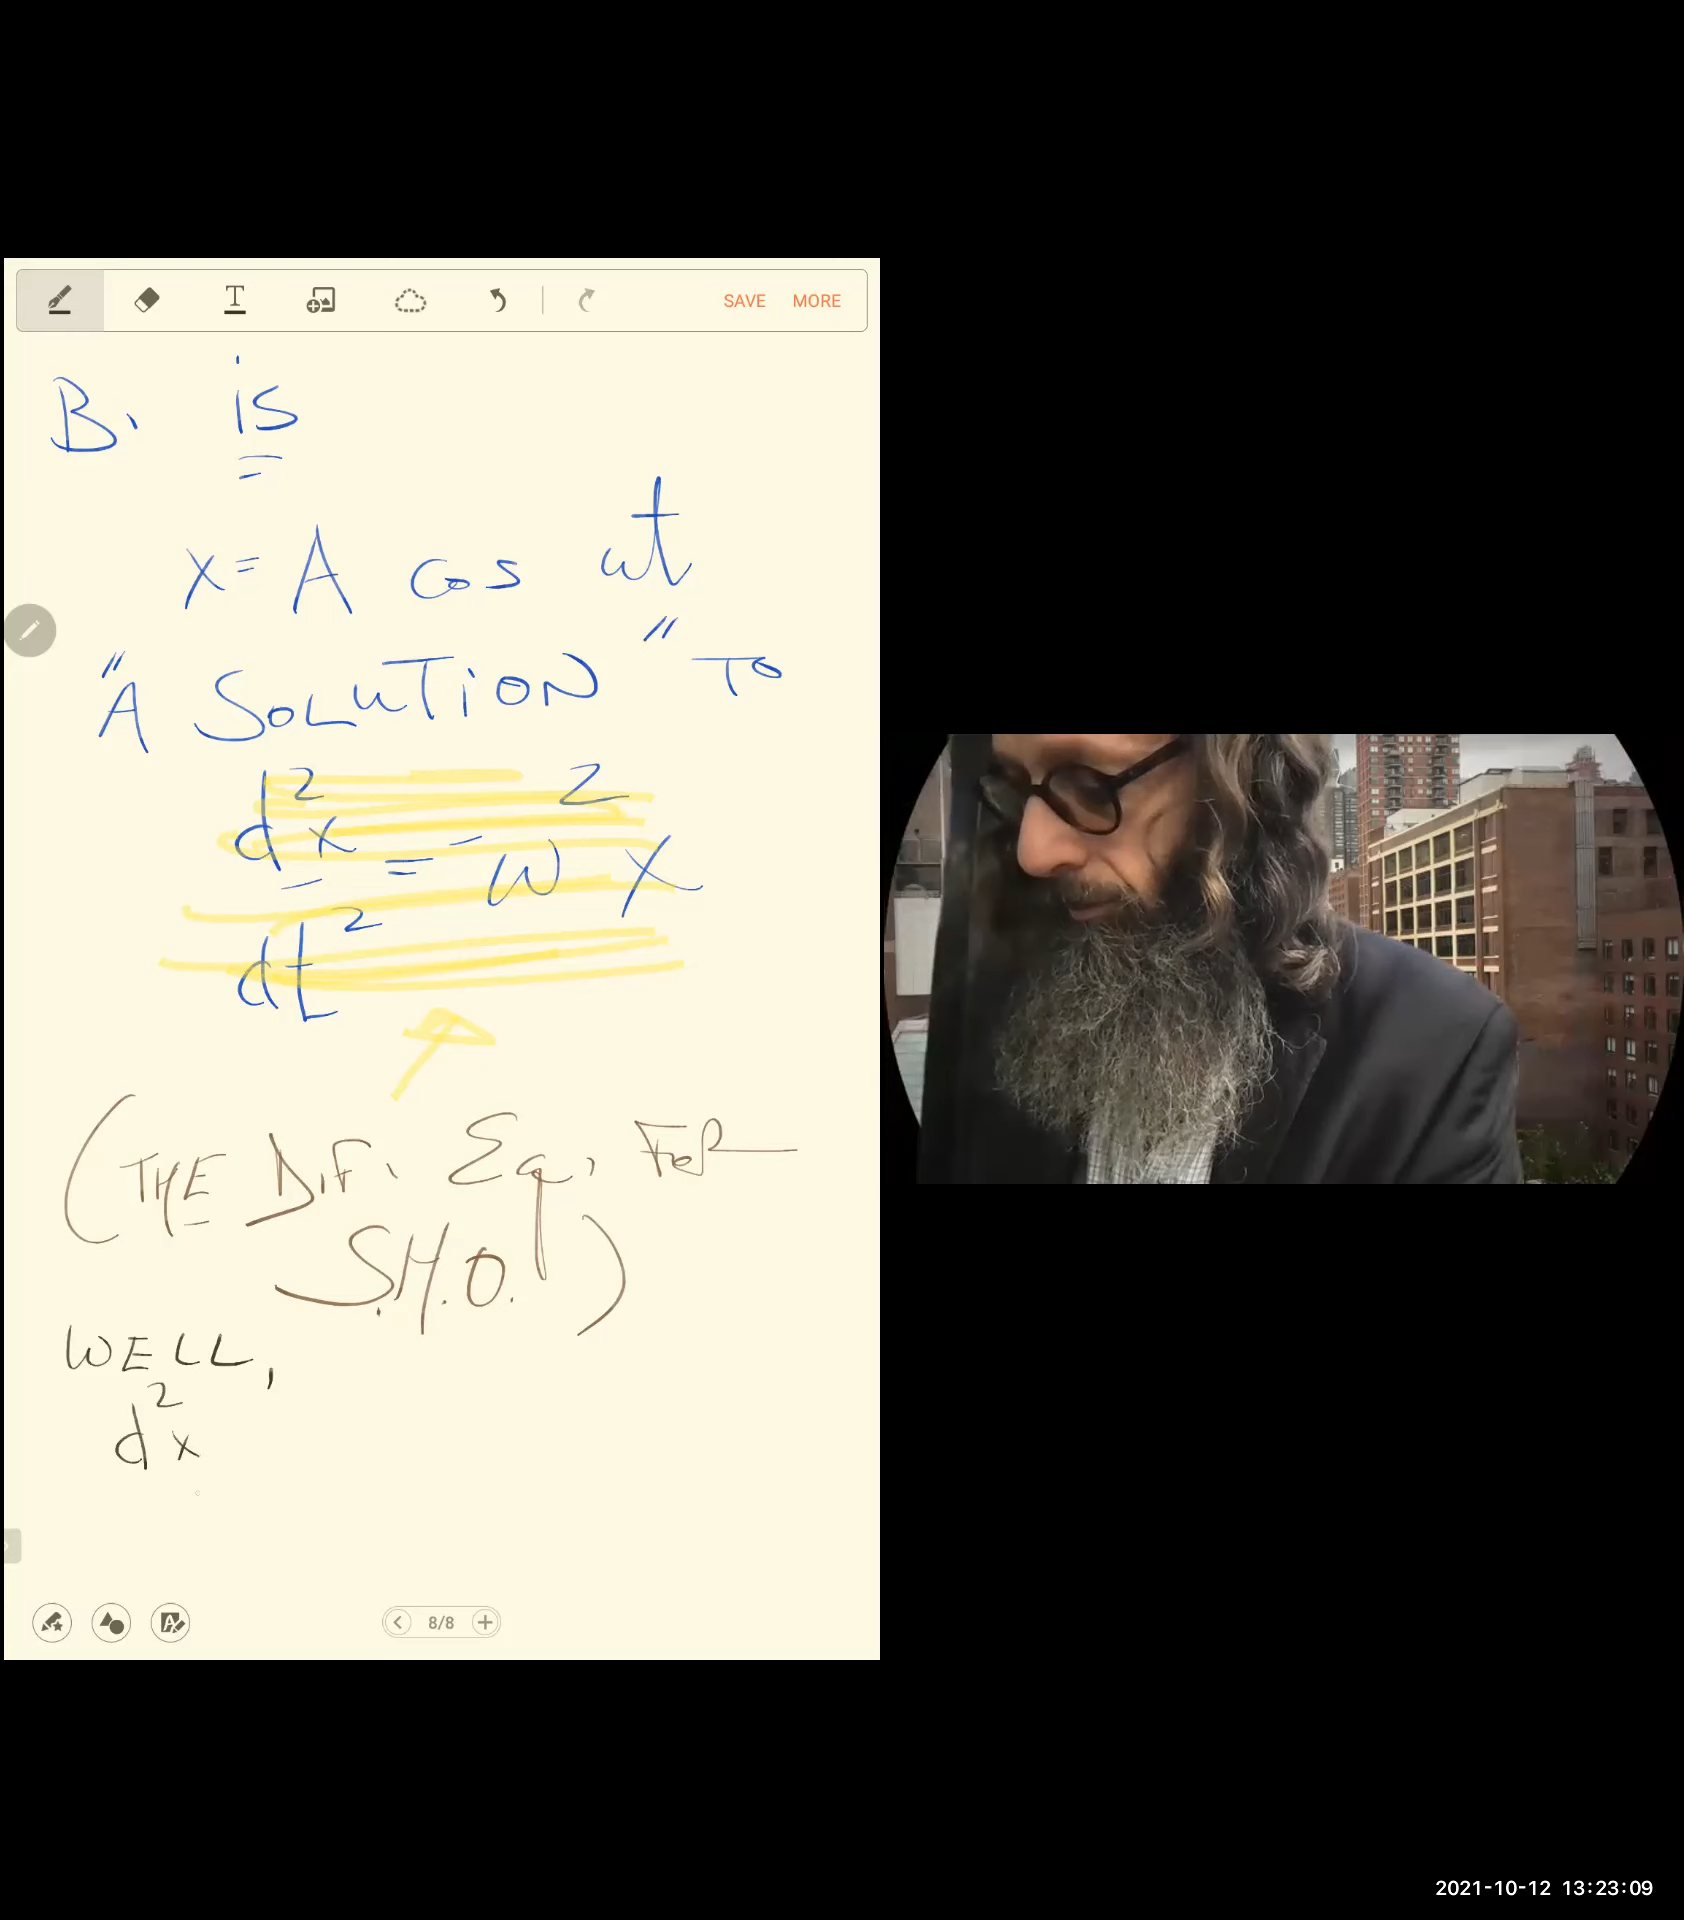 T
SAVE MORE
B. is
x = A cos ωt
"A SOLUTION" TO
d²x = -ω²x
dt²
(THE DIF. Eq. FOR
S.H.O.)
WELL,
d²x
A
8/8
2021-10-12 13:23:09